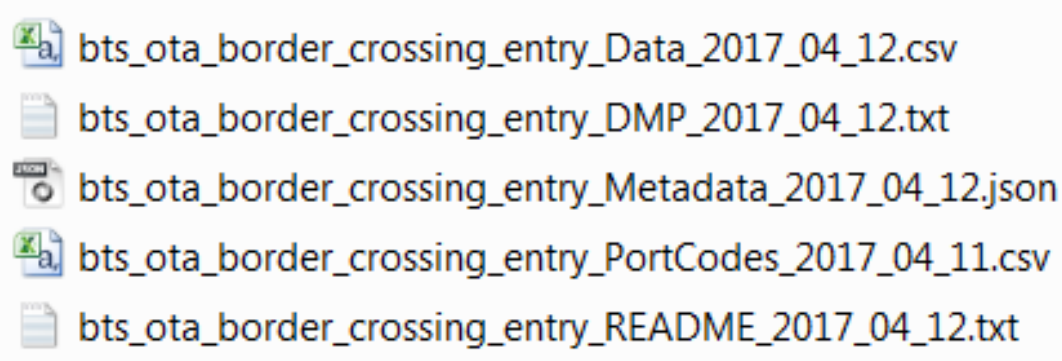 bts_ota_border_crossing_entry_Data_2017_04_12.csv
bts_ota_border_crossing_entry_DMP_2017_04_12.txt
bts_ota_border_crossing_entry_Metadata_2017_04_12.json
bts_ota_border_crossing_entry_PortCodes_2017_04_11.csv
bts_ota_border_crossing_entry_README_2017_04_12.txt